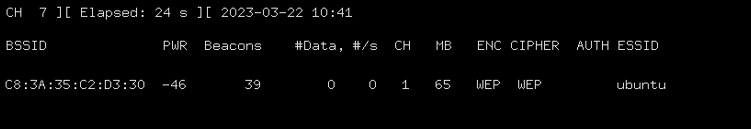 CH 7 ][ Elapsed: 24 s ][ 2023-03-22 10:41
BSSID PWR Beacons #Data, #/s CH MB ENC CIPHER AUTH ESSID
C8:3A:35:C2:D3:30 -46 39 0 0 1 65 WEP WEP ubuntu